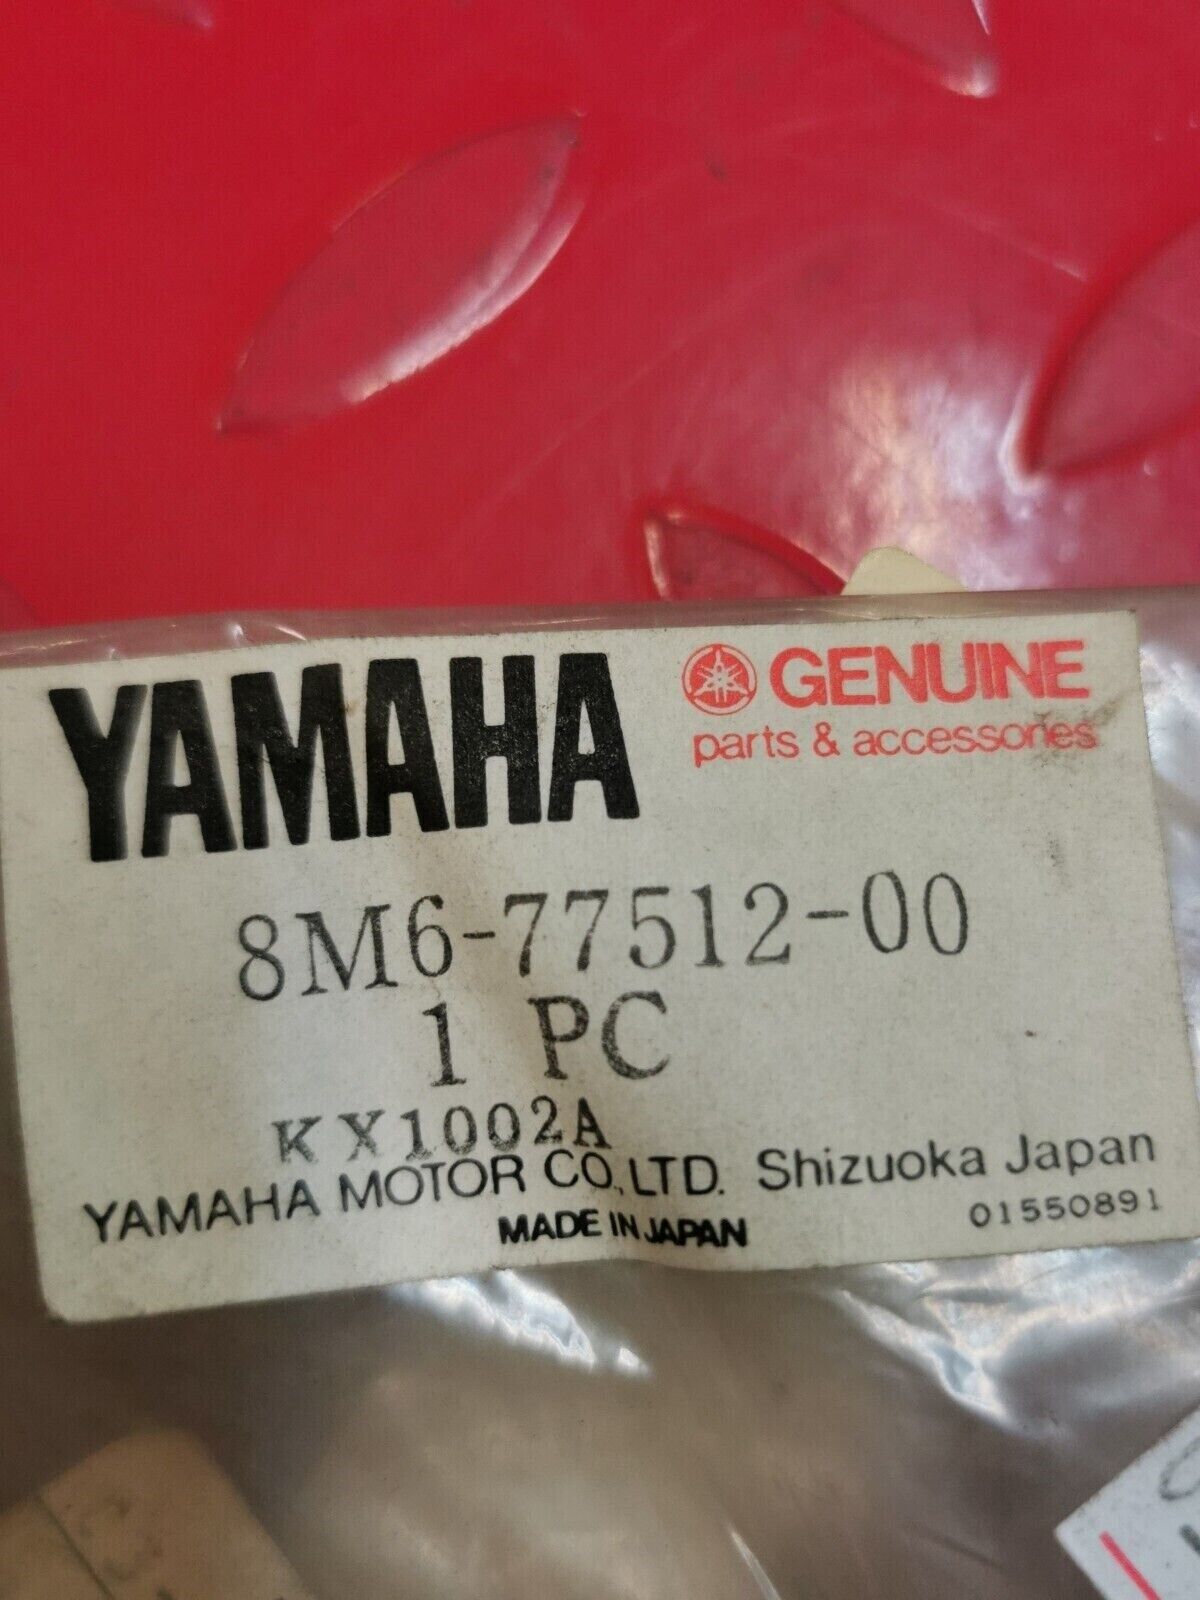 YAMAHA
GENUINE
parts & accessories
8M6-77512-00
1 PC
KX1002A
YAMAHA MOTOR CO., LTD. Shizuoka Japan
MADE IN JAPAN
01550891